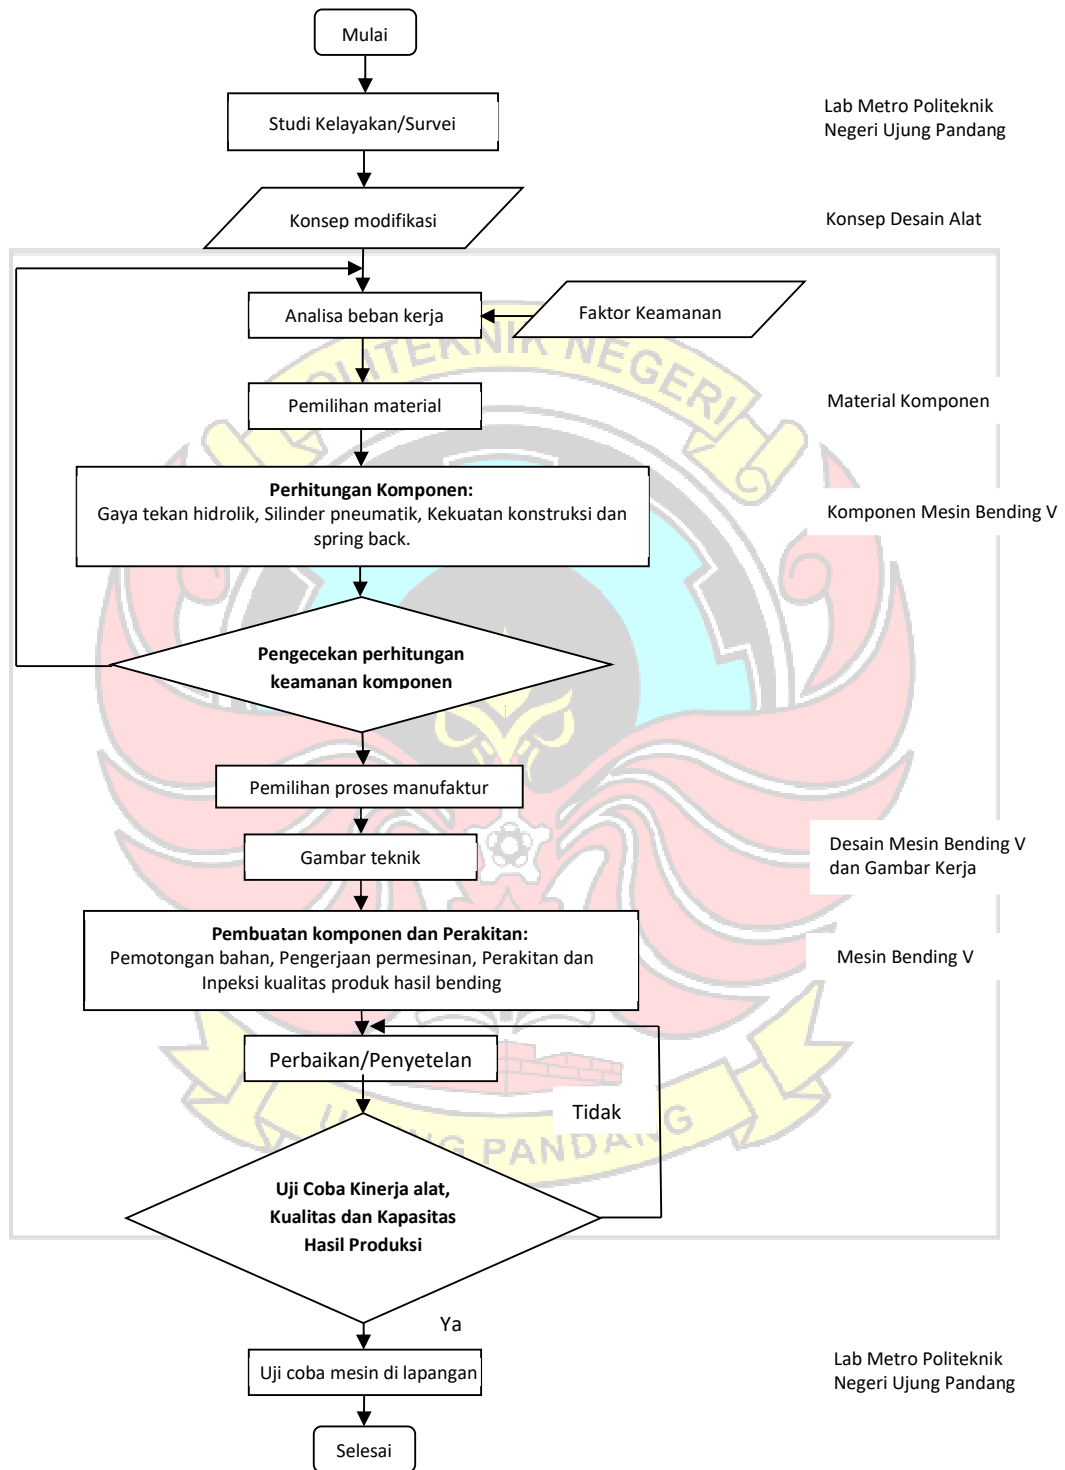 Mulai
Studi Kelayakan/Survei
Lab Metro Politeknik
Negeri Ujung Pandang
Konsep modifikasi
Konsep Desain Alat
Analisa beban kerja
Faktor Keamanan
POLITEKNIK NEGERI
Pemilihan material
Material Komponen
Perhitungan Komponen:
Gaya tekan hidrolik, Silinder pneumatik, Kekuatan konstruksi dan
spring back.
Komponen Mesin Bending V
Pengecekan perhitungan
keamanan komponen
Pemilihan proses manufaktur
Gambar teknik
Desain Mesin Bending V
dan Gambar Kerja
Pembuatan komponen dan Perakitan:
Pemotongan bahan, Pengerjaan permesinan, Perakitan dan
Inpeksi kualitas produk hasil bending
Mesin Bending V
Perbaikan/Penyetelan
Tidak
UJUNG PANDANG
Uji Coba Kinerja alat,
Kualitas dan Kapasitas
Hasil Produksi
Ya
Uji coba mesin di lapangan
Lab Metro Politeknik
Negeri Ujung Pandang
Selesai